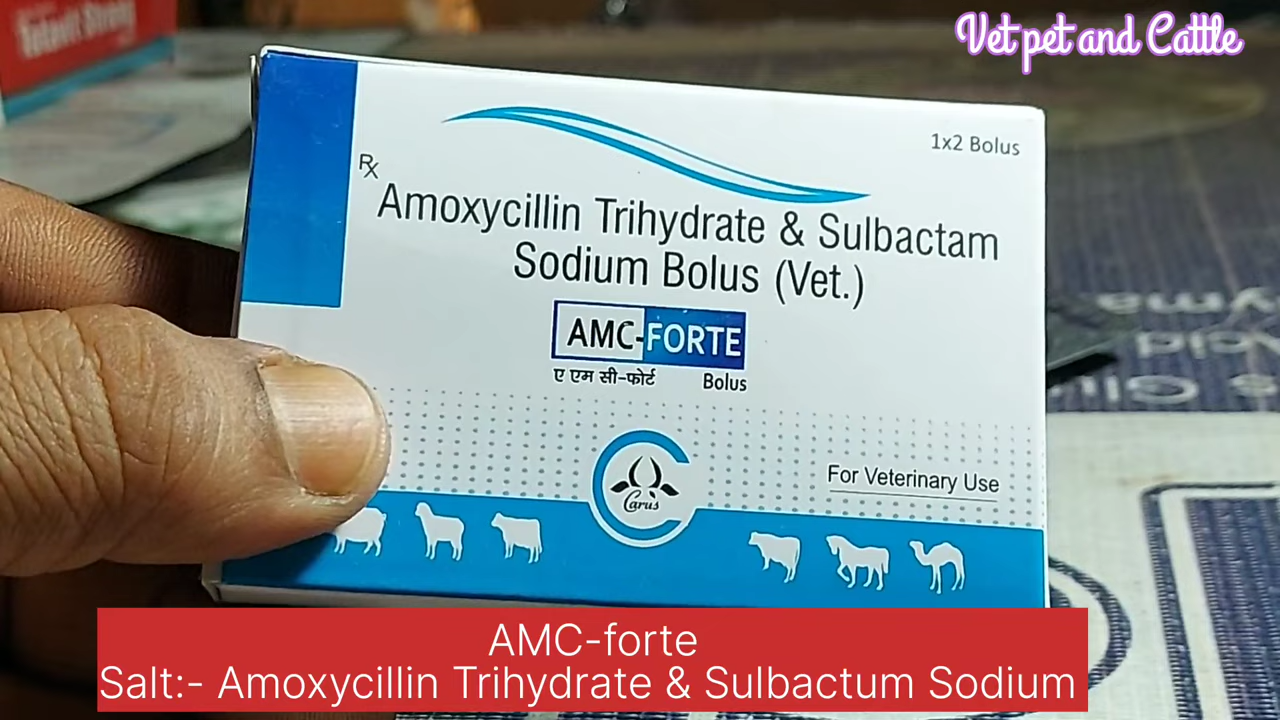 Vet pet and Cattle
1x2 Bolus
Rx
Amoxycillin Trihydrate & Sulbactam
Sodium Bolus (Vet.)
AMC-FORTE
ए एम सी-फोर्ट Bolus
Carus
For Veterinary Use
AMC-forte
Salt:- Amoxycillin Trihydrate & Sulbactum Sodium